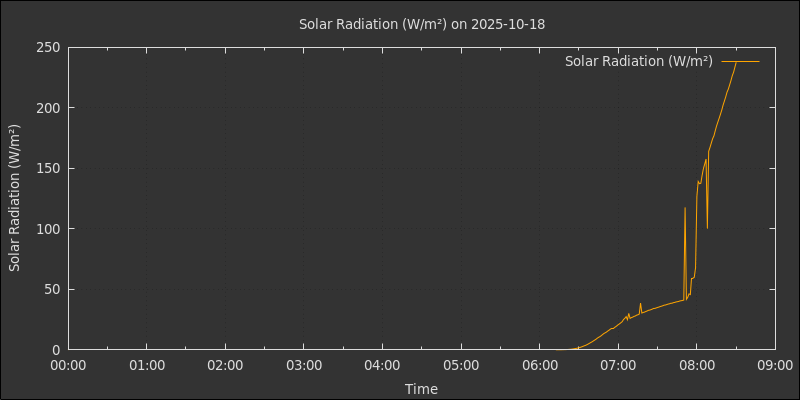 Solar Radiation (W/m²) on 2025-10-18
Solar Radiation (W/m²)
Solar Radiation (W/m²)
250
200
150
100
50
0
00:00 01:00 02:00 03:00 04:00 05:00 06:00 07:00 08:00 09:00
Time